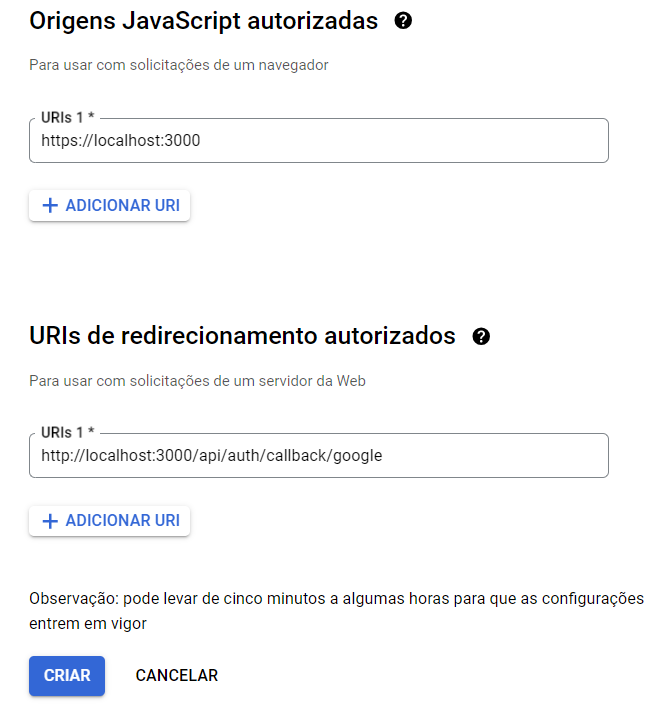 Origens JavaScript autorizadas ?
Para usar com solicitações de um navegador
URIs 1 *
https://localhost:3000
+ ADICIONAR URI
URIs de redirecionamento autorizados ?
Para usar com solicitações de um servidor da Web
URIs 1 *
http://localhost:3000/api/auth/callback/google
+ ADICIONAR URI
Observação: pode levar de cinco minutos a algumas horas para que as configurações
entrem em vigor
CRIAR CANCELAR